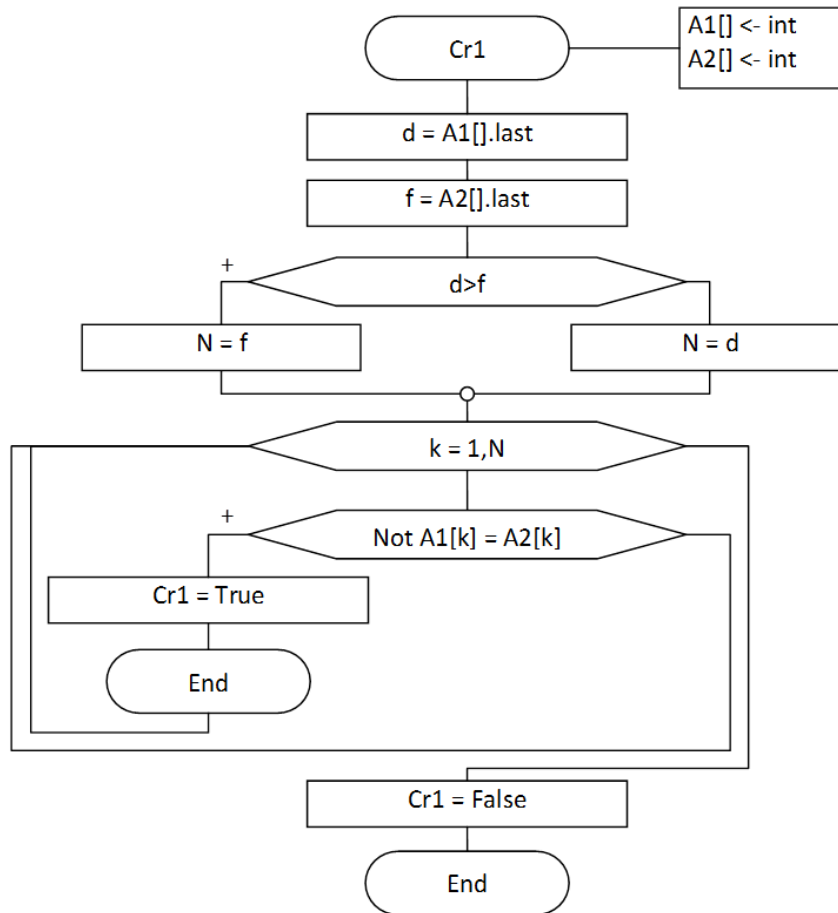 Cr1
A1[] <- int
A2[] <- int
d = A1[].last
f = A2[].last
+
d>f
N = f
N = d
k = 1,N
+
Not A1[k] = A2[k]
Cr1 = True
End
Cr1 = False
End